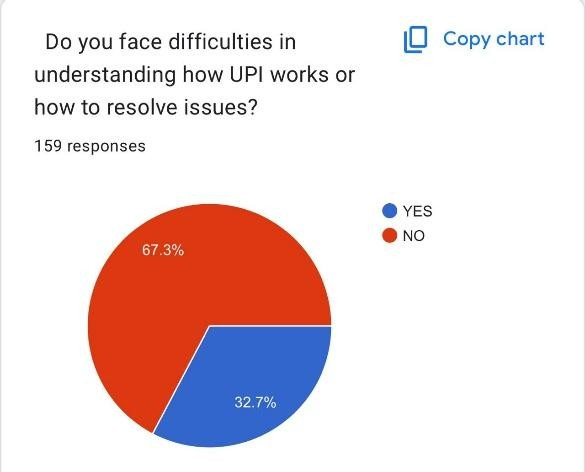 Do you face difficulties in
understanding how UPI works or
how to resolve issues?
Copy chart
159 responses
YES
NO
67.3%
32.7%